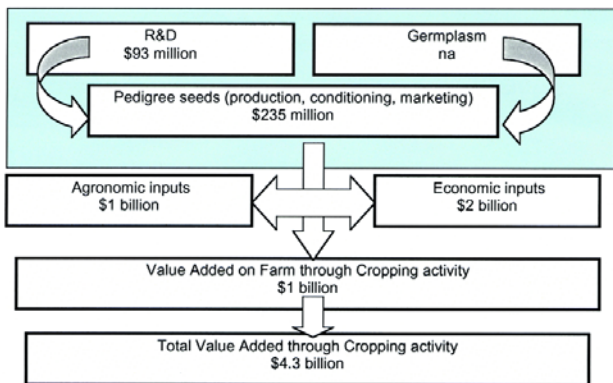 R&D
$93 million
Germplasm
na
Pedigree seeds (production, conditioning, marketing)
$235 million
Agronomic inputs
$1 billion
Economic inputs
$2 billion
Value Added on Farm through Cropping activity
$1 billion
Total Value Added through Cropping activity
$4.3 billion